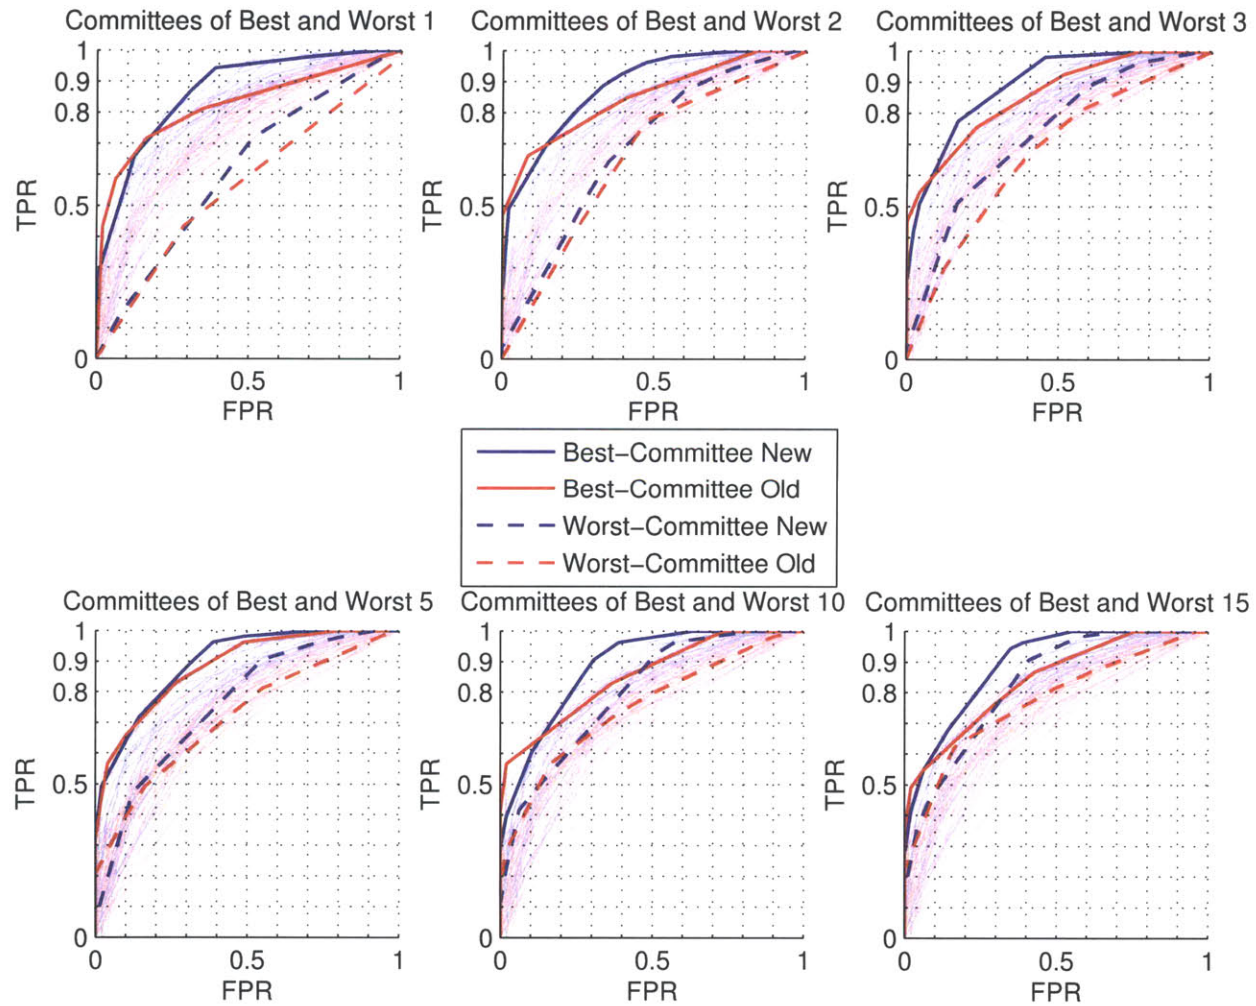 Committees of Best and Worst 1
Committees of Best and Worst 2
Committees of Best and Worst 3
1
0.9
0.8
0.5
0
TPR
0
0.5
1
FPR
1
0.9
0.8
0.5
0
TPR
0
0.5
1
FPR
1
0.9
0.8
0.5
0
TPR
0
0.5
1
FPR
Best-Committee New
Best-Committee Old
Worst-Committee New
Worst-Committee Old
Committees of Best and Worst 5
Committees of Best and Worst 10
Committees of Best and Worst 15
1
0.9
0.8
0.5
0
TPR
0
0.5
1
FPR
1
0.9
0.8
0.5
0
TPR
0
0.5
1
FPR
1
0.9
0.8
0.5
0
TPR
0
0.5
1
FPR